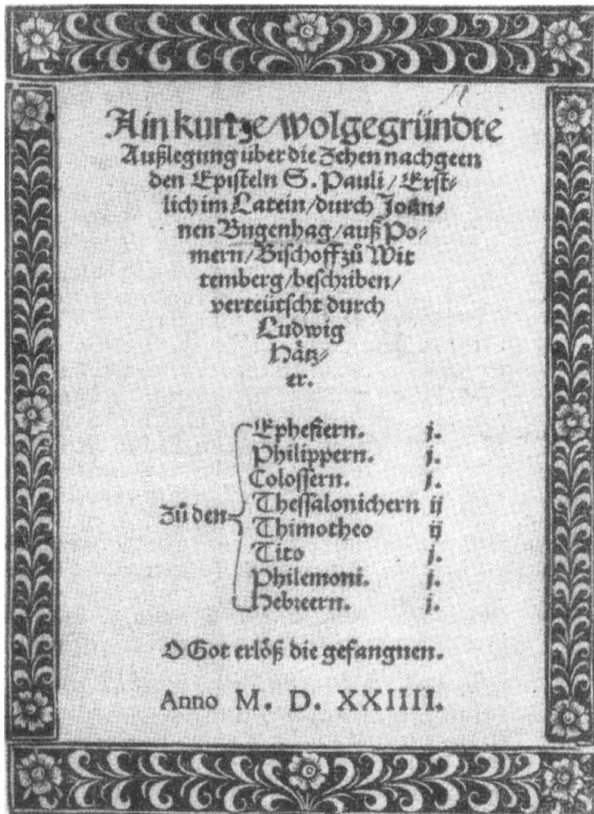 Ain kurtze/wolgegründte
Außlegung über die Zehen nachgeen
den Episteln S. Pauli/Erst⸗
lich im Latein/durch Joan⸗
nen Bugenhag/auß Po⸗
mern/Bischoff zů Wit
temberg/beschriben/
verteütscht durch
Ludwig
Hätz⸗
er.
Zů den
Ephesiern. j.
Philippern. j.
Colossern. j.
Thessalonichern ij
Thimotheo ij
Tito j.
Philemoni. j.
Hebreern. j.
O Got erlöß die gefangnen.
Anno M. D. XXIIII.